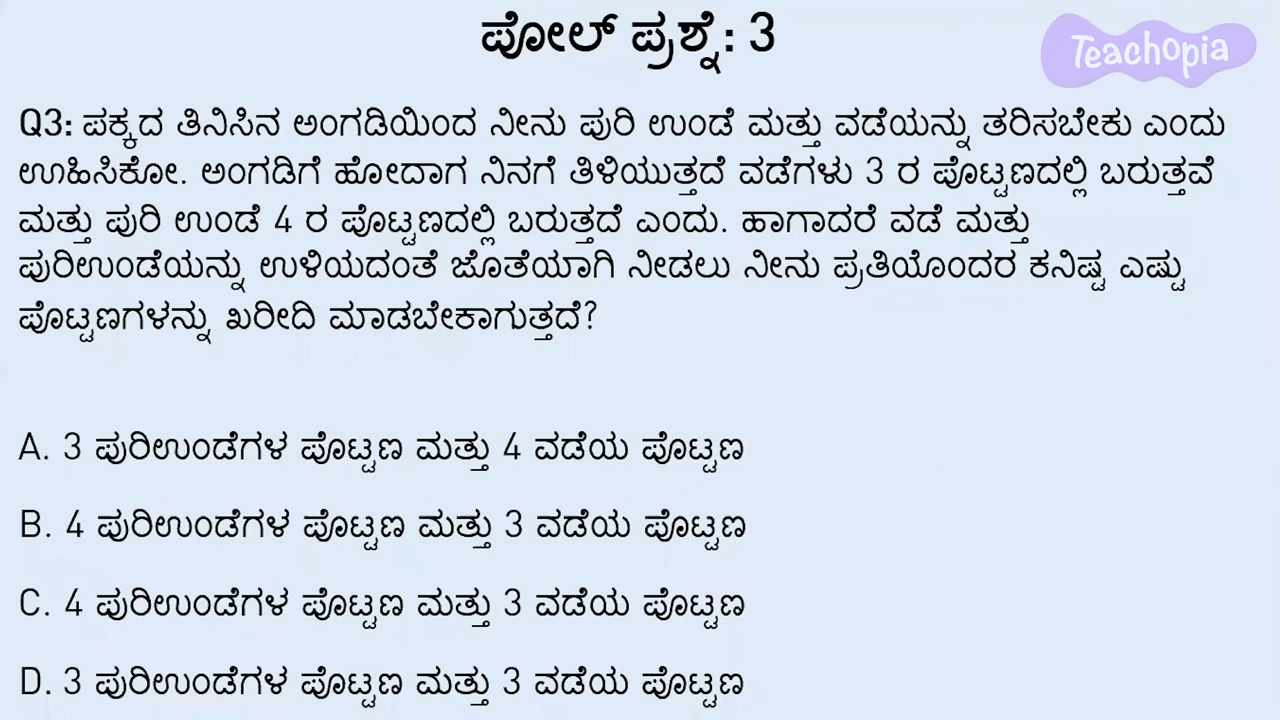 ಪೋಲ್ ಪ್ರಶ್ನೆ: 3
Teachopia
Q3: ಪಕ್ಕದ ತಿನಿಸಿನ ಅಂಗಡಿಯಿಂದ ನೀನು ಪುರಿ ಉಂಡೆ ಮತ್ತು ವಡೆಯನ್ನು ತರಿಸಬೇಕು ಎಂದು
ಊಹಿಸಿಕೋ. ಅಂಗಡಿಗೆ ಹೋದಾಗ ನಿನಗೆ ತಿಳಿಯುತ್ತದೆ ವಡೆಗಳು 3 ರ ಪೊಟ್ಟಣದಲ್ಲಿ ಬರುತ್ತವೆ
ಮತ್ತು ಪುರಿ ಉಂಡೆ 4 ರ ಪೊಟ್ಟಣದಲ್ಲಿ ಬರುತ್ತದೆ ಎಂದು. ಹಾಗಾದರೆ ವಡೆ ಮತ್ತು
ಪುರಿಉಂಡೆಯನ್ನು ಉಳಿಯದಂತೆ ಜೊತೆಯಾಗಿ ನೀಡಲು ನೀನು ಪ್ರತಿಯೊಂದರ ಕನಿಷ್ಟ ಎಷ್ಟು
ಪೊಟ್ಟಣಗಳನ್ನು ಖರೀದಿ ಮಾಡಬೇಕಾಗುತ್ತದೆ?
A. 3 ಪುರಿಉಂಡೆಗಳ ಪೊಟ್ಟಣ ಮತ್ತು 4 ವಡೆಯ ಪೊಟ್ಟಣ
B. 4 ಪುರಿಉಂಡೆಗಳ ಪೊಟ್ಟಣ ಮತ್ತು 3 ವಡೆಯ ಪೊಟ್ಟಣ
C. 4 ಪುರಿಉಂಡೆಗಳ ಪೊಟ್ಟಣ ಮತ್ತು 3 ವಡೆಯ ಪೊಟ್ಟಣ
D. 3 ಪುರಿಉಂಡೆಗಳ ಪೊಟ್ಟಣ ಮತ್ತು 3 ವಡೆಯ ಪೊಟ್ಟಣ